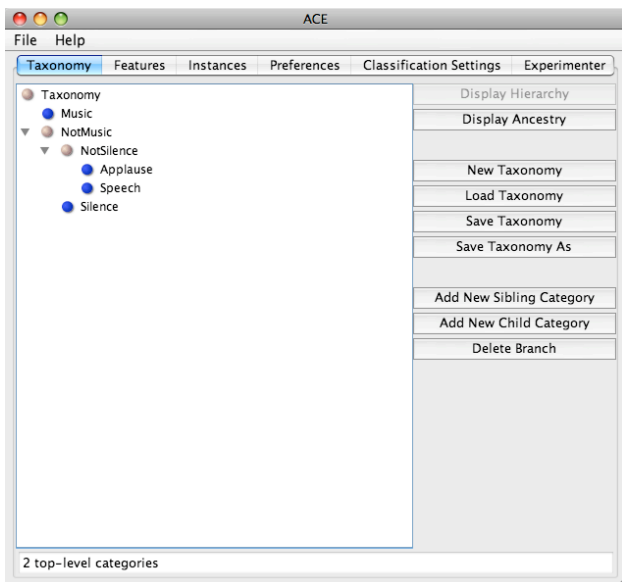 ACE
File Help
Taxonomy Features Instances Preferences Classification Settings Experimenter
Taxonomy
Music
NotMusic
NotSilence
Applause
Speech
Silence
Display Hierarchy
Display Ancestry
New Taxonomy
Load Taxonomy
Save Taxonomy
Save Taxonomy As
Add New Sibling Category
Add New Child Category
Delete Branch
2 top-level categories